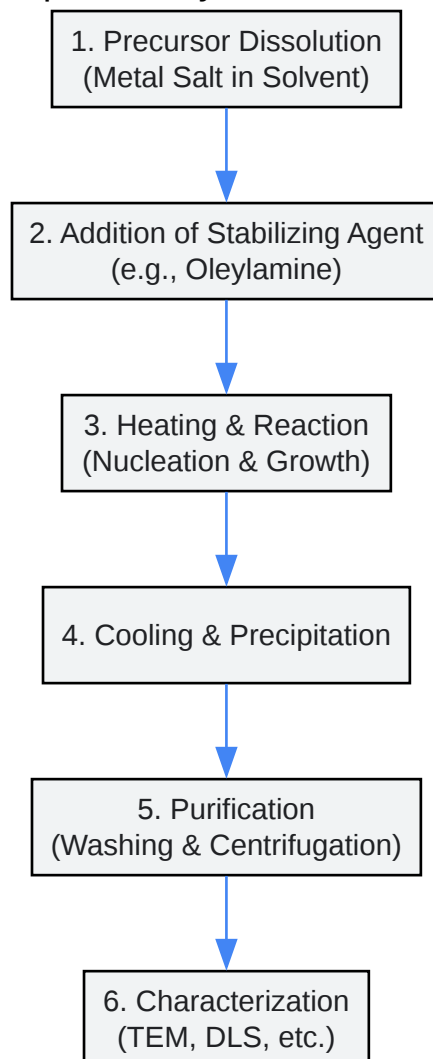 1. Precursor Dissolution
(Metal Salt in Solvent)
2. Addition of Stabilizing Agent
(e.g., Oleylamine)
3. Heating & Reaction
(Nucleation & Growth)
4. Cooling & Precipitation
5. Purification
(Washing & Centrifugation)
6. Characterization
(TEM, DLS, etc.)